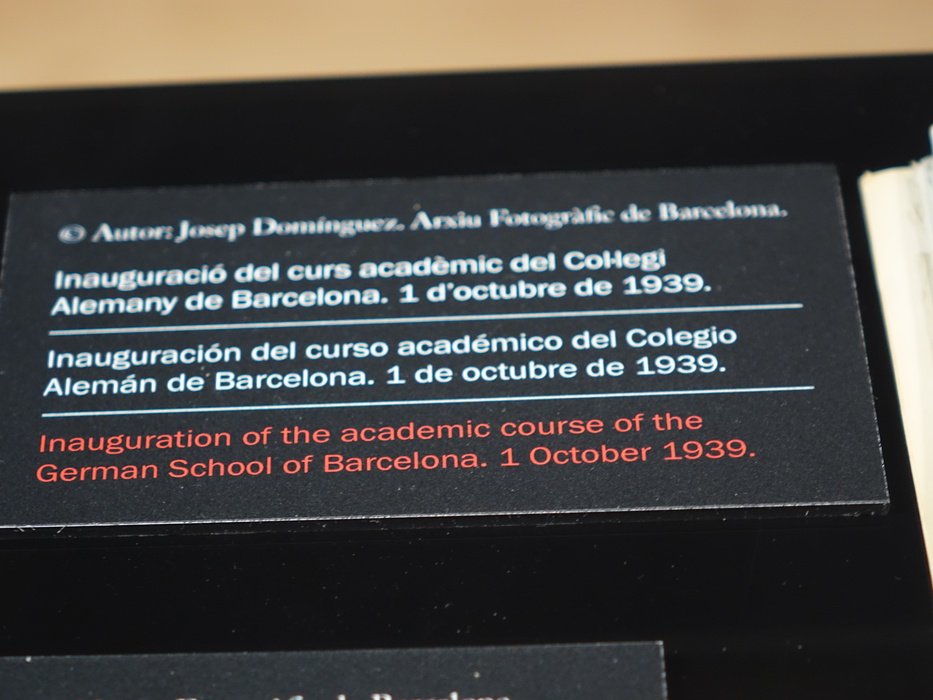 © Autor: Josep Domínguez. Arxiu Fotogràfic de Barcelona.
Inauguració del curs acadèmic del Col·legi
Alemany de Barcelona. 1 d'octubre de 1939.
Inauguración del curso académico del Colegio
Alemán de Barcelona. 1 de octubre de 1939.
Inauguration of the academic course of the
German School of Barcelona. 1 October 1939.
de Barcelona.